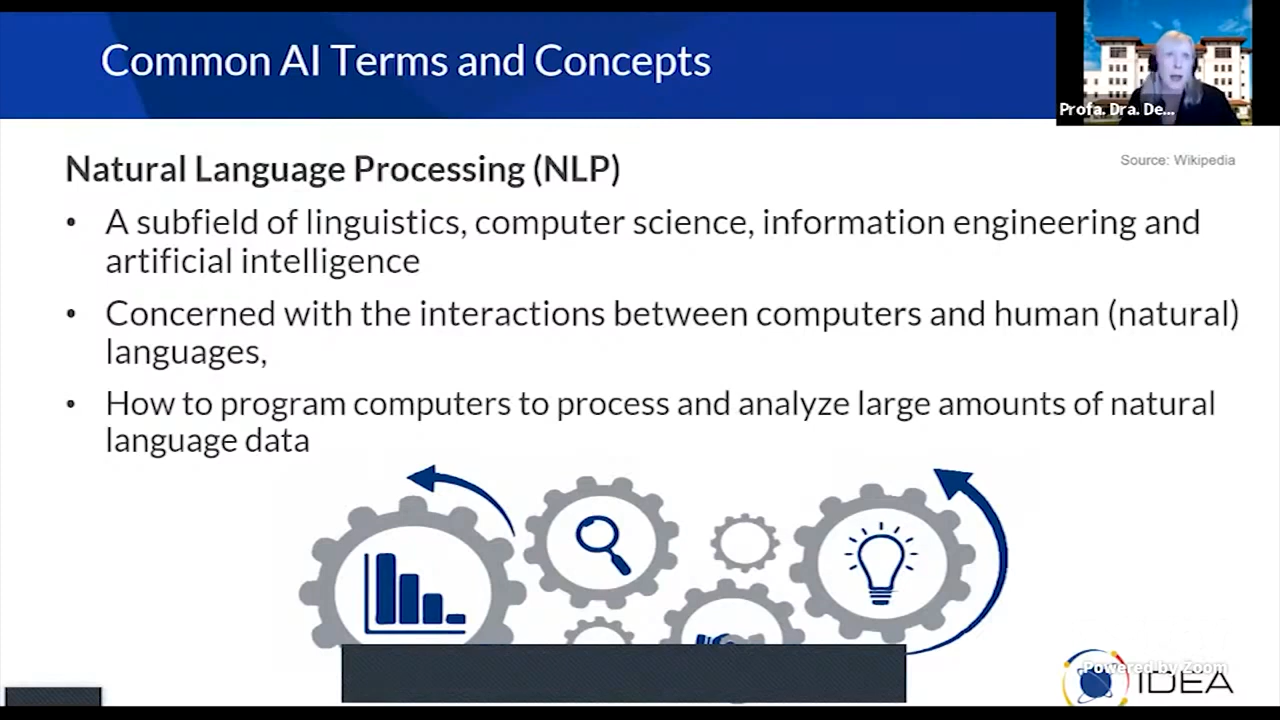 Common AI Terms and Concepts
Profa. Dra. De...
Source: Wikipedia
Natural Language Processing (NLP)
• A subfield of linguistics, computer science, information engineering and
artificial intelligence
• Concerned with the interactions between computers and human (natural)
languages,
• How to program computers to process and analyze large amounts of natural
language data
Powered by Zoom
IDEA